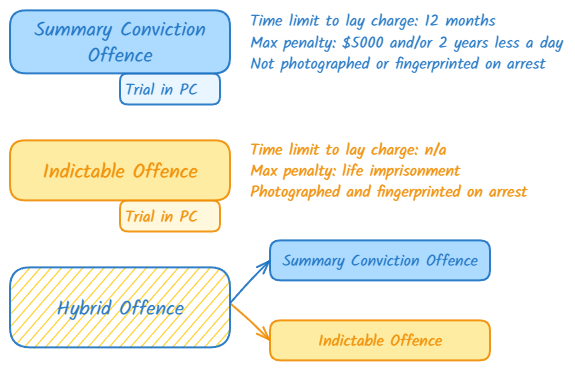 Summary Conviction
Offence
Trial in PC
Time limit to lay charge: 12 months
Max penalty: $5000 and/or 2 years less a day
Not photographed or fingerprinted on arrest
Indictable Offence
Trial in PC
Time limit to lay charge: n/a
Max penalty: life imprisonment
Photographed and fingerprinted on arrest
Hybrid Offence
Summary Conviction Offence
Indictable Offence